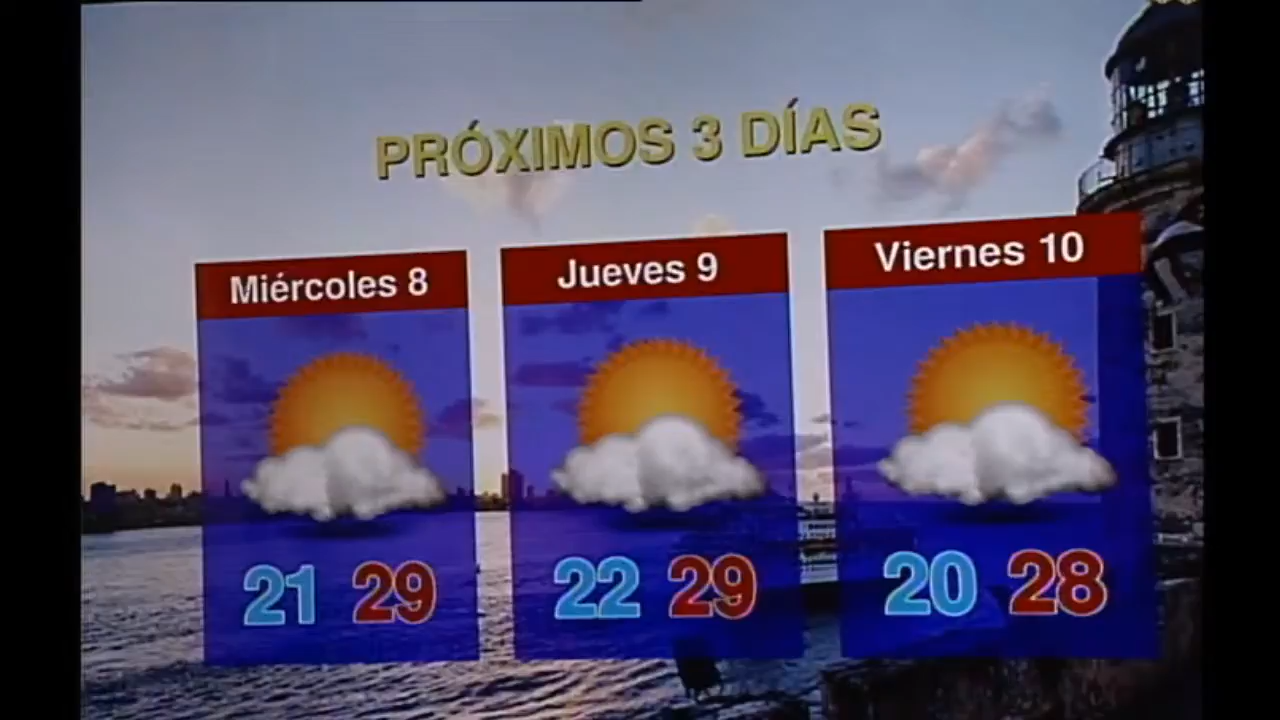 PRÓXIMOS 3 DÍAS
Miércoles 8
21 29
Jueves 9
22 29
Viernes 10
20 28